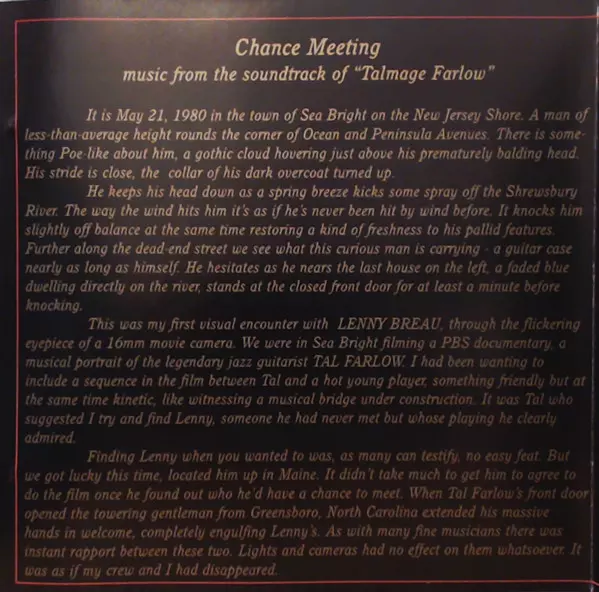 Chance Meeting
music from the soundtrack of "Talmage Farlow"
It is May 21, 1980 in the town of Sea Bright on the New Jersey Shore. A man of
less-than-average height rounds the corner of Ocean and Peninsula Avenues. There is some-
thing Poe-like about him, a gothic cloud hovering just above his prematurely balding head.
His stride is close, the collar of his dark overcoat turned up.
He keeps his head down as a spring breeze kicks some spray off the Shrewsbury
River. The way the wind hits him it's as if he's never been hit by wind before. It knocks him
slightly off balance at the same time restoring a kind of freshness to his pallid features.
Further along the dead-end street we see what this curious man is carrying - a guitar case
nearly as long as himself. He hesitates as he nears the last house on the left, a faded blue
dwelling directly on the river, stands at the closed front door for at least a minute before
knocking.
This was my first visual encounter with LENNY BREAU, through the flickering
eyepiece of a 16mm movie camera. We were in Sea Bright filming a PBS documentary, a
musical portrait of the legendary jazz guitarist TAL FARLOW. I had been wanting to
include a sequence in the film between Tal and a hot young player, something friendly but at
the same time kinetic, like witnessing a musical bridge under construction. It was Tal who
suggested I try and find Lenny, someone he had never met but whose playing he clearly
admired.
Finding Lenny when you wanted to was, as many can testify, no easy feat. But
we got lucky this time, located him up in Maine. It didn't take much to get him to agree to
do the film once he found out who he'd have a chance to meet. When Tal Farlow's front door
opened the towering gentleman from Greensboro, North Carolina extended his massive
hands in welcome, completely engulfing Lenny's. As with many fine musicians there was
instant rapport between these two. Lights and cameras had no effect on them whatsoever. It
was as if my crew and I had disappeared.